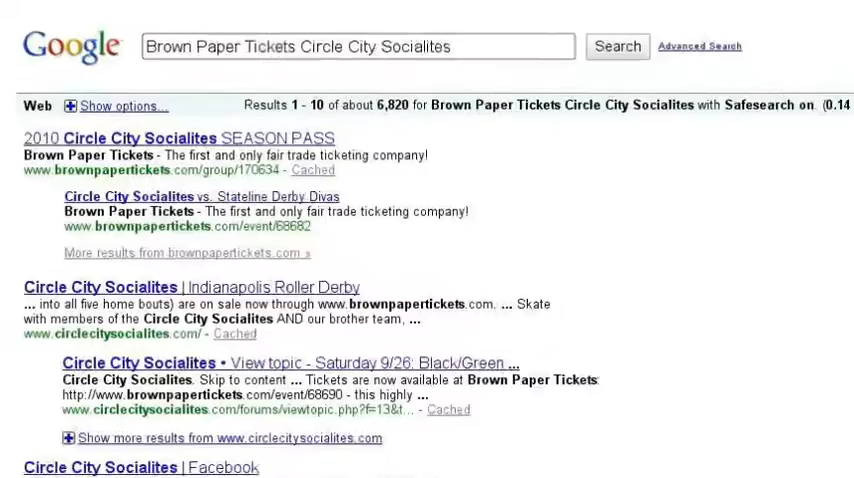 Google
Brown Paper Tickets Circle City Socialites
Search
Advanced Search
Web
Show options...
Results 1 - 10 of about 6,820 for Brown Paper Tickets Circle City Socialites with Safesearch on. (0.14
2010 Circle City Socialites SEASON PASS
Brown Paper Tickets - The first and only fair trade ticketing company!
www.brownpapertickets.com/group/170634 - Cached
Circle City Socialites vs. Stateline Derby Divas
Brown Paper Tickets - The first and only fair trade ticketing company!
www.brownpapertickets.com/event/68682
More results from brownpapertickets.com »
Circle City Socialites | Indianapolis Roller Derby
... into all five home bouts) are on sale now through www.brownpapertickets.com. ... Skate
with members of the Circle City Socialites AND our brother team, ...
www.circlecitysocialites.com/ - Cached
Circle City Socialites • View topic - Saturday 9/26: Black/Green ...
Circle City Socialites. Skip to content ... Tickets are now available at Brown Paper Tickets:
http://www.brownpapertickets.com/event/68690 - this highly ...
www.circlecitysocialites.com/forums/viewtopic.php?f=13&t... - Cached
Show more results from www.circlecitysocialites.com
Circle City Socialites | Facebook